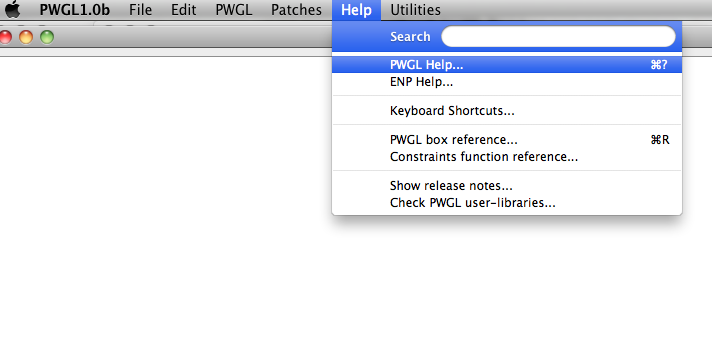 PWGL1.0b File Edit PWGL Patches Help Utilities
Search
PWGL Help... ⌘?
ENP Help...
Keyboard Shortcuts...
PWGL box reference... ⌘R
Constraints function reference...
Show release notes...
Check PWGL user-libraries...